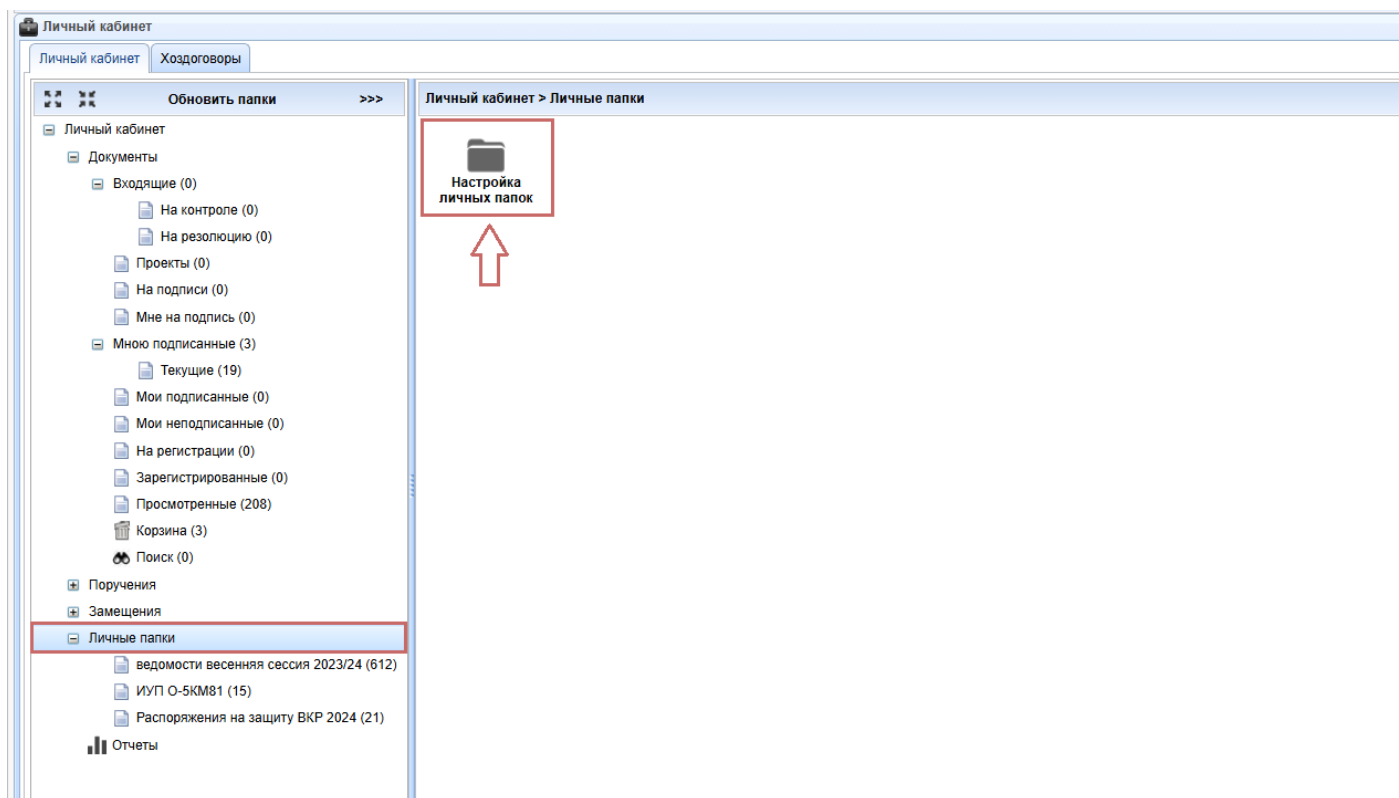 Личный кабинет
Личный кабинет
Хоздоговоры
Обновить папки >>>
Личный кабинет > Личные папки
Личный кабинет
Документы
Входящие (0)
На контроле (0)
На резолюцию (0)
Проекты (0)
На подписи (0)
Мне на подпись (0)
Мною подписанные (3)
Текущие (19)
Мои подписанные (0)
Мои неподписанные (0)
На регистрации (0)
Зарегистрированные (0)
Просмотренные (208)
Корзина (3)
Поиск (0)
Поручения
Замещения
Личные папки
ведомости весенняя сессия 2023/24 (612)
ИУП О-5КМ81 (15)
Распоряжения на защиту ВКР 2024 (21)
Отчеты
Настройка
личных папок